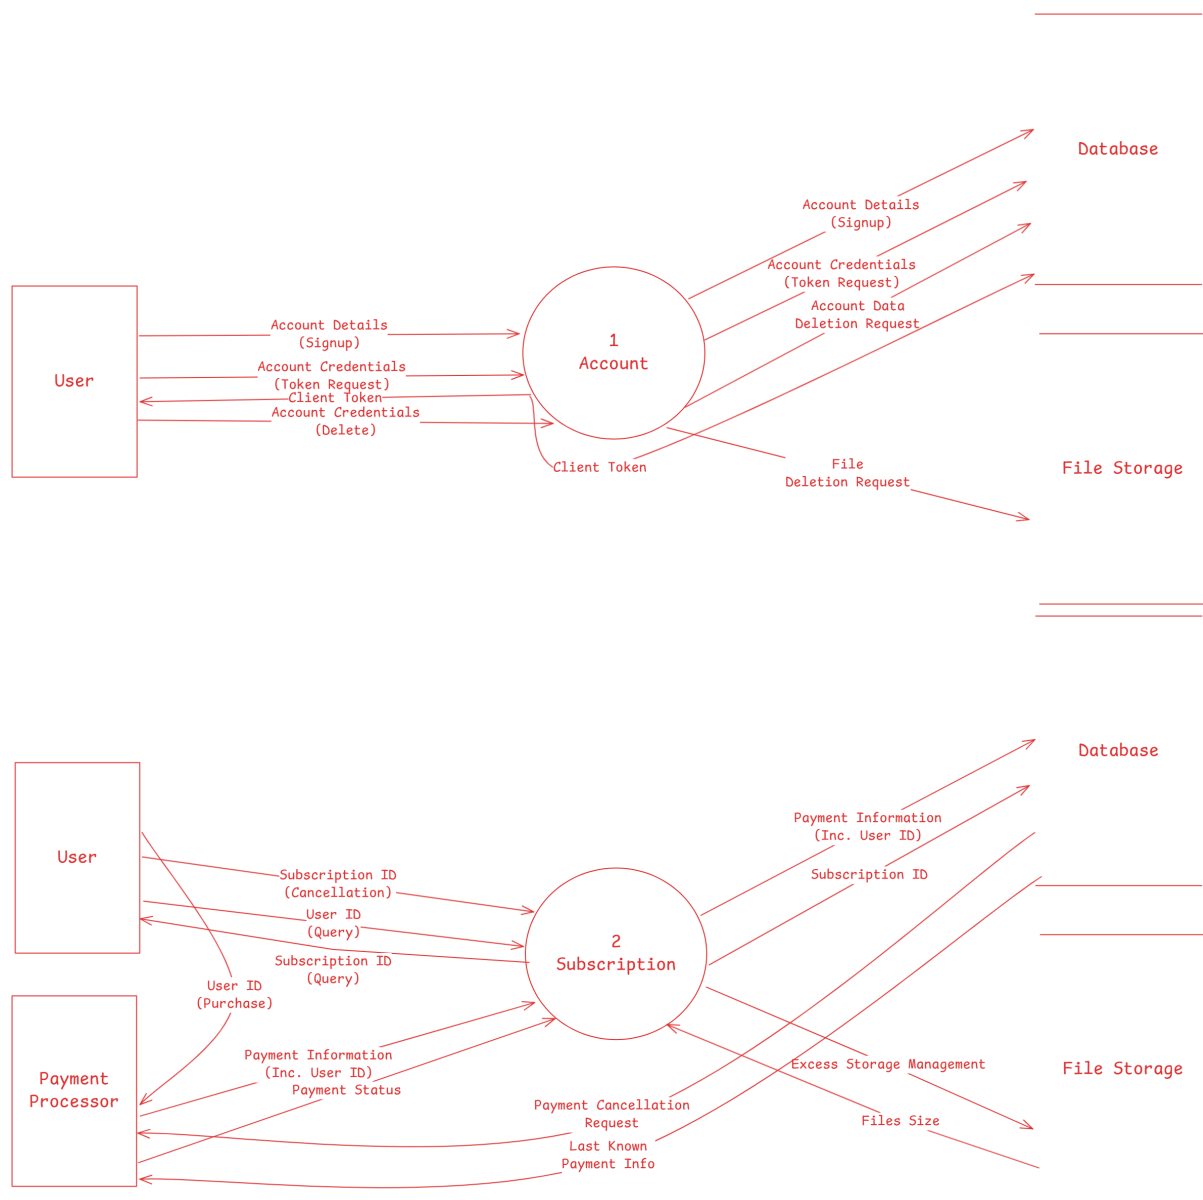 Database
Account Details
(Signup)
Account Credentials
(Token Request)
Account Data
Deletion Request
Account Details
(Signup)
1
Account
User
Account Credentials
(Token Request)
Client Token
Account Credentials
(Delete)
Client Token
File
Deletion Request
File Storage
Database
Payment Information
(Inc. User ID)
Subscription ID
User
Subscription ID
(Cancellation)
User ID
(Query)
Subscription ID
(Query)
2
Subscription
User ID
(Purchase)
Payment Information
(Inc. User ID)
Payment Status
Payment
Processor
Excess Storage Management
File Storage
Payment Cancellation
Request
Files Size
Last Known
Payment Info